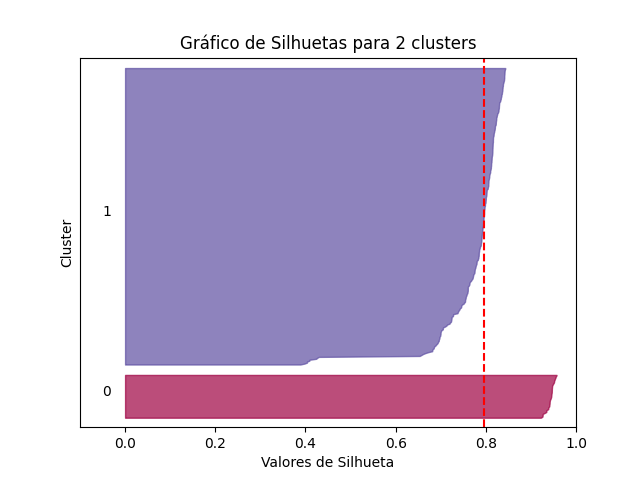 Gráfico de Silhuetas para 2 clusters
Cluster
1
0
0.0 0.2 0.4 0.6 0.8 1.0
Valores de Silhueta